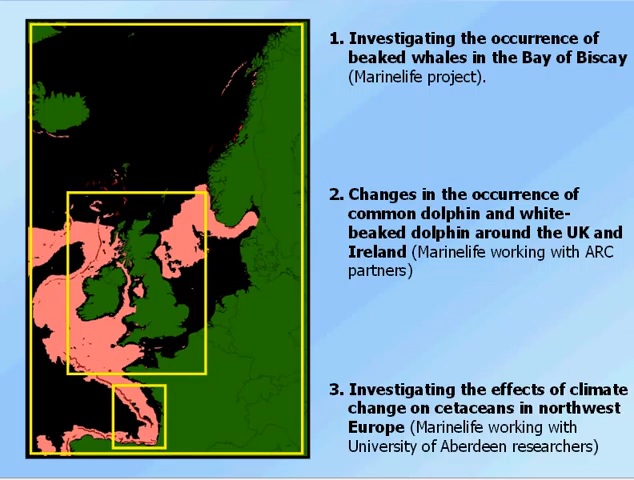 1. Investigating the occurrence of
beaked whales in the Bay of Biscay
(Marinelife project).
2. Changes in the occurrence of
common dolphin and white-
beaked dolphin around the UK and
Ireland (Marinelife working with ARC
partners)
3. Investigating the effects of climate
change on cetaceans in northwest
Europe (Marinelife working with
University of Aberdeen researchers)